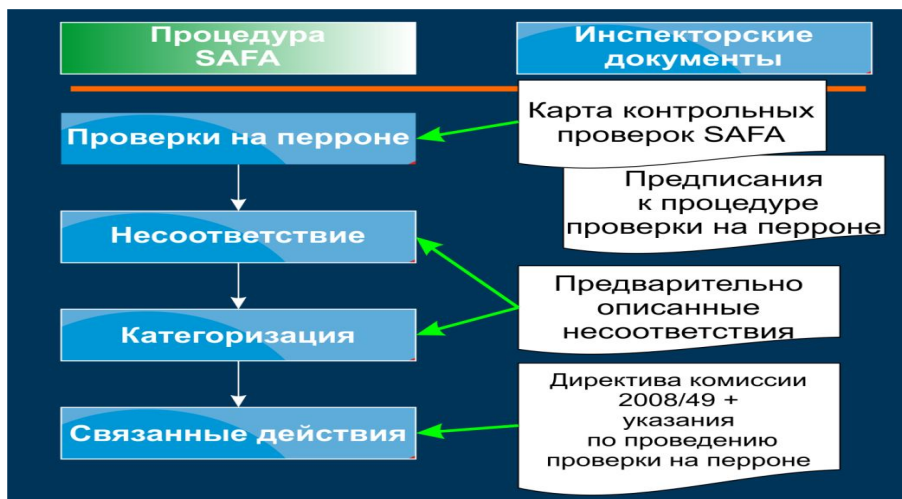 Процедура
SAFA
Инспекторские
документы
Проверки на перроне
Карта контрольных
проверок SAFA
Предписания
к процедуре
проверки на перроне
Несоответствие
Предварительно
описанные
несоответствия
Категоризация
Связанные действия
Директива комиссии
2008/49 +
указания
по проведению
проверки на перроне